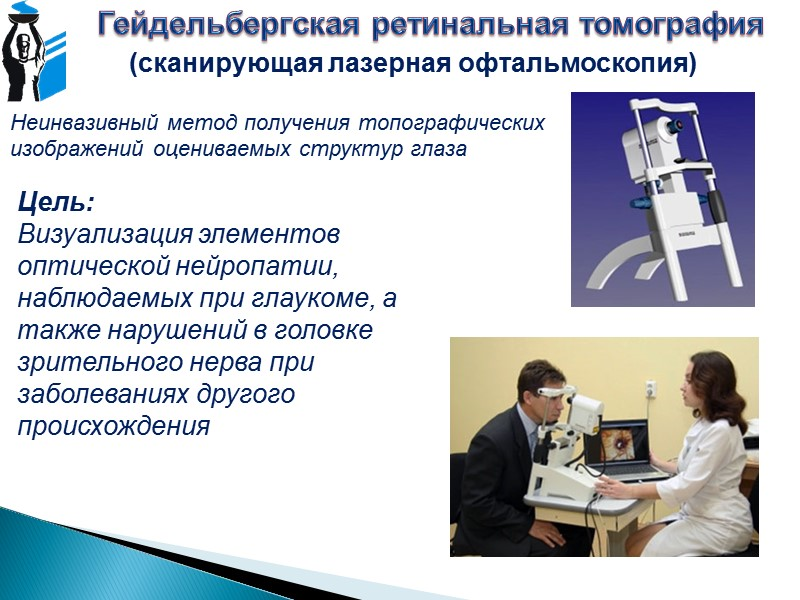 Гейдельбергская ретинальная томография
(сканирующая лазерная офтальмоскопия)
Неинвазивный метод получения топографических
изображений оцениваемых структур глаза
Цель:
Визуализация элементов
оптической нейропатии,
наблюдаемых при глаукоме, а
также нарушений в головке
зрительного нерва при
заболеваниях другого
происхождения